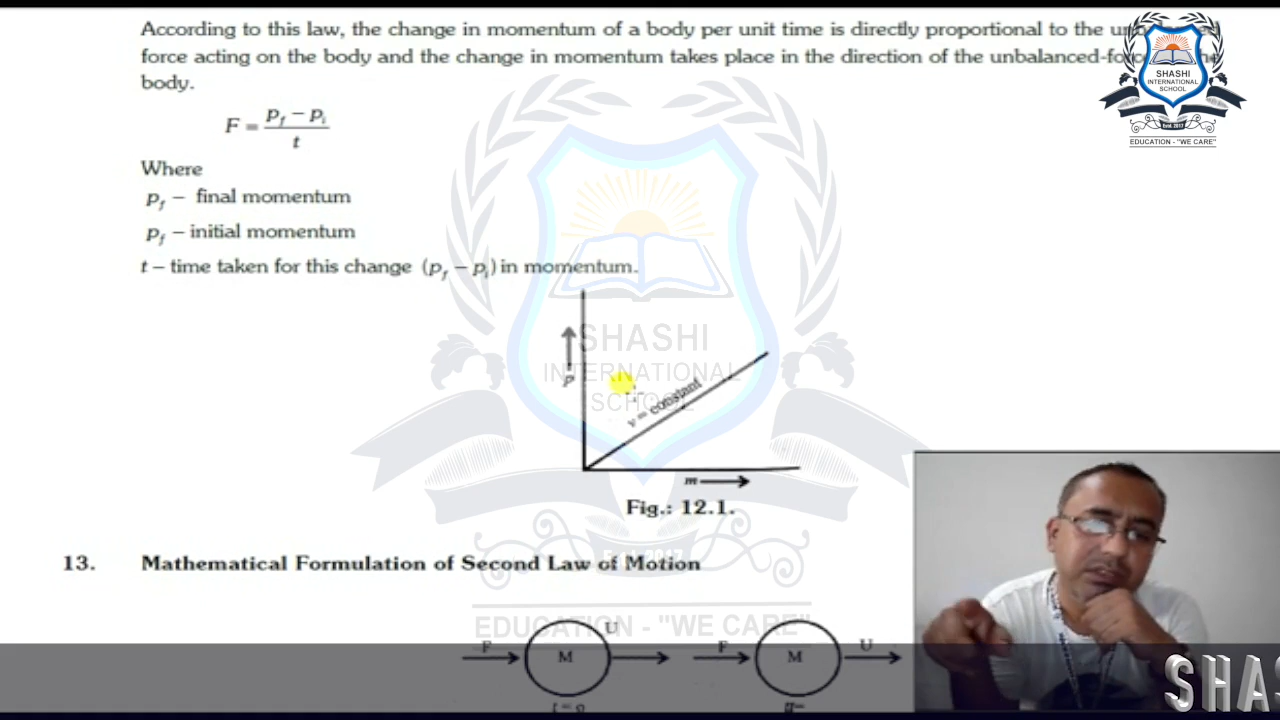 According to this law, the change in momentum of a body per unit time is directly proportional to the
force acting on the body and the change in momentum takes place in the direction of the unbalanced-
body.
F = p_f − p_i / t
Where
p_f − final momentum
p_f − initial momentum
t − time taken for this change (p_f − p_i) in momentum.
P
v = constant
m
Fig.: 12.1.
13. Mathematical Formulation of Second Law of Motion
F M U F M U
t = o
SHASHI
INTERNATIONAL
SCHOOL
Estd. 2017
EDUCATION - "WE CARE"
SHASHI
INTERNATIONAL
SCHOOL
Estd. 2017
EDUCATION - "WE CARE"
SHAS